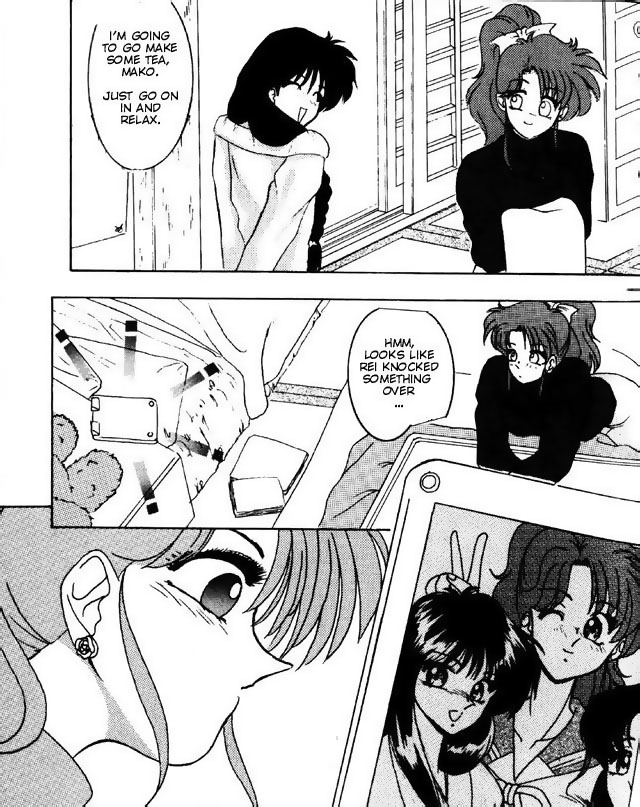 I'M GOING
TO GO MAKE
SOME TEA,
MAKO.
JUST GO ON
IN AND
RELAX.
HMM,
LOOKS LIKE
REI KNOCKED
SOMETHING
OVER
...